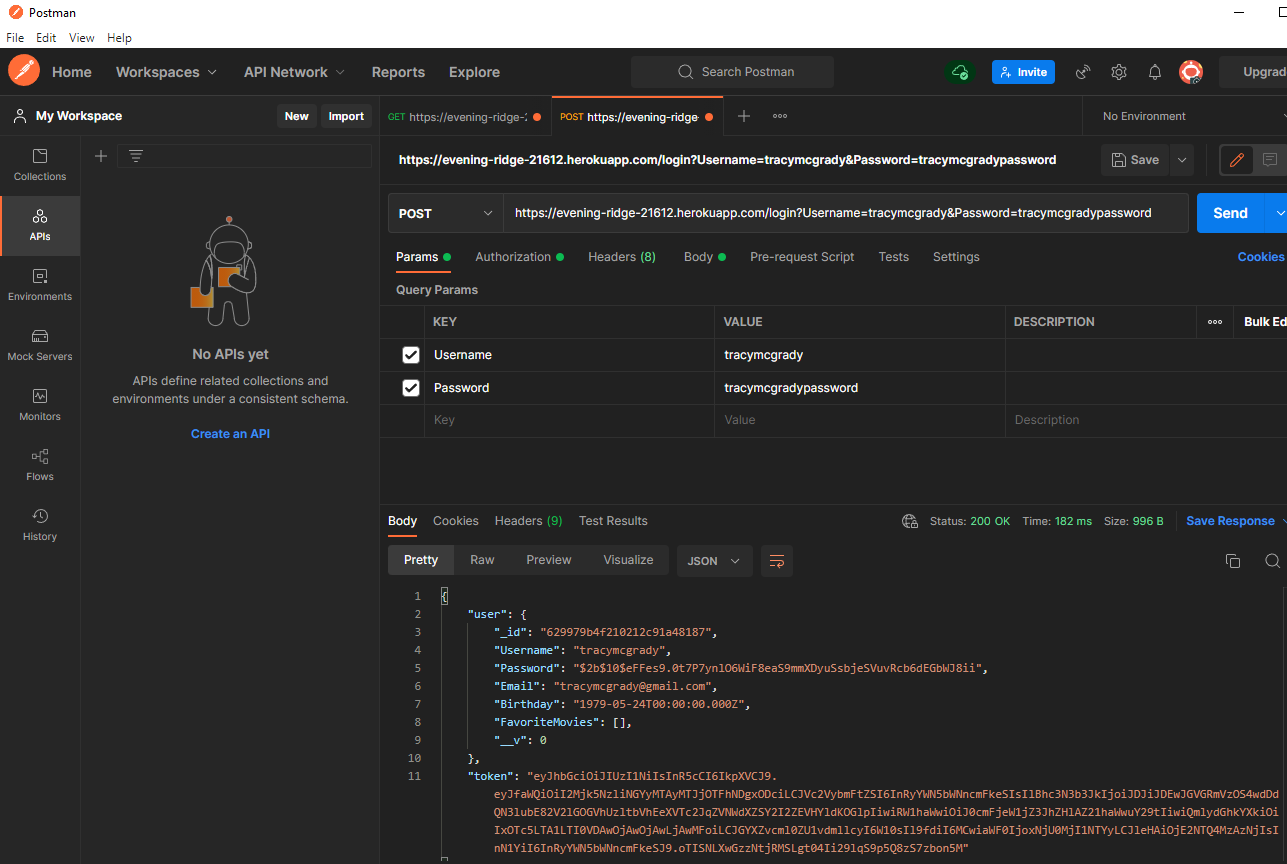 Postman
File Edit View Help
Home Workspaces API Network Reports Explore Search Postman Invite Upgrad
My Workspace New Import GET https://evening-ridge-2 POST https://evening-ridge No Environment
Collections
APIs
Environments
Mock Servers
Monitors
Flows
History
No APIs yet
APIs define related collections and
environments under a consistent schema.
Create an API
https://evening-ridge-21612.herokuapp.com/login?Username=tracymcgrady&Password=tracymcgradypassword Save
POST https://evening-ridge-21612.herokuapp.com/login?Username=tracymcgrady&Password=tracymcgradypassword Send
Params Authorization Headers (8) Body Pre-request Script Tests Settings Cookies
Query Params
KEY VALUE DESCRIPTION Bulk Ed
Username tracymcgrady
Password tracymcgradypassword
Key Value Description
Body Cookies Headers (9) Test Results Status: 200 OK Time: 182 ms Size: 996 B Save Response
Pretty Raw Preview Visualize JSON
1 {
2 "user": {
3 "_id": "629979b4f210212c91a48187",
4 "Username": "tracymcgrady",
5 "Password": "$2b$10$eFFes9.0t7P7ynlO6WiF8eaS9mmXDyuSsbjeSVuvRcb6dEGbWJ8ii",
6 "Email": "tracymcgrady@gmail.com",
7 "Birthday": "1979-05-24T00:00:00.000Z",
8 "FavoriteMovies": [],
9 "__v": 0
10 },
11 "token": "eyJhbGciOiJIUzI1NiIsInR5cCI6IkpXVCJ9.